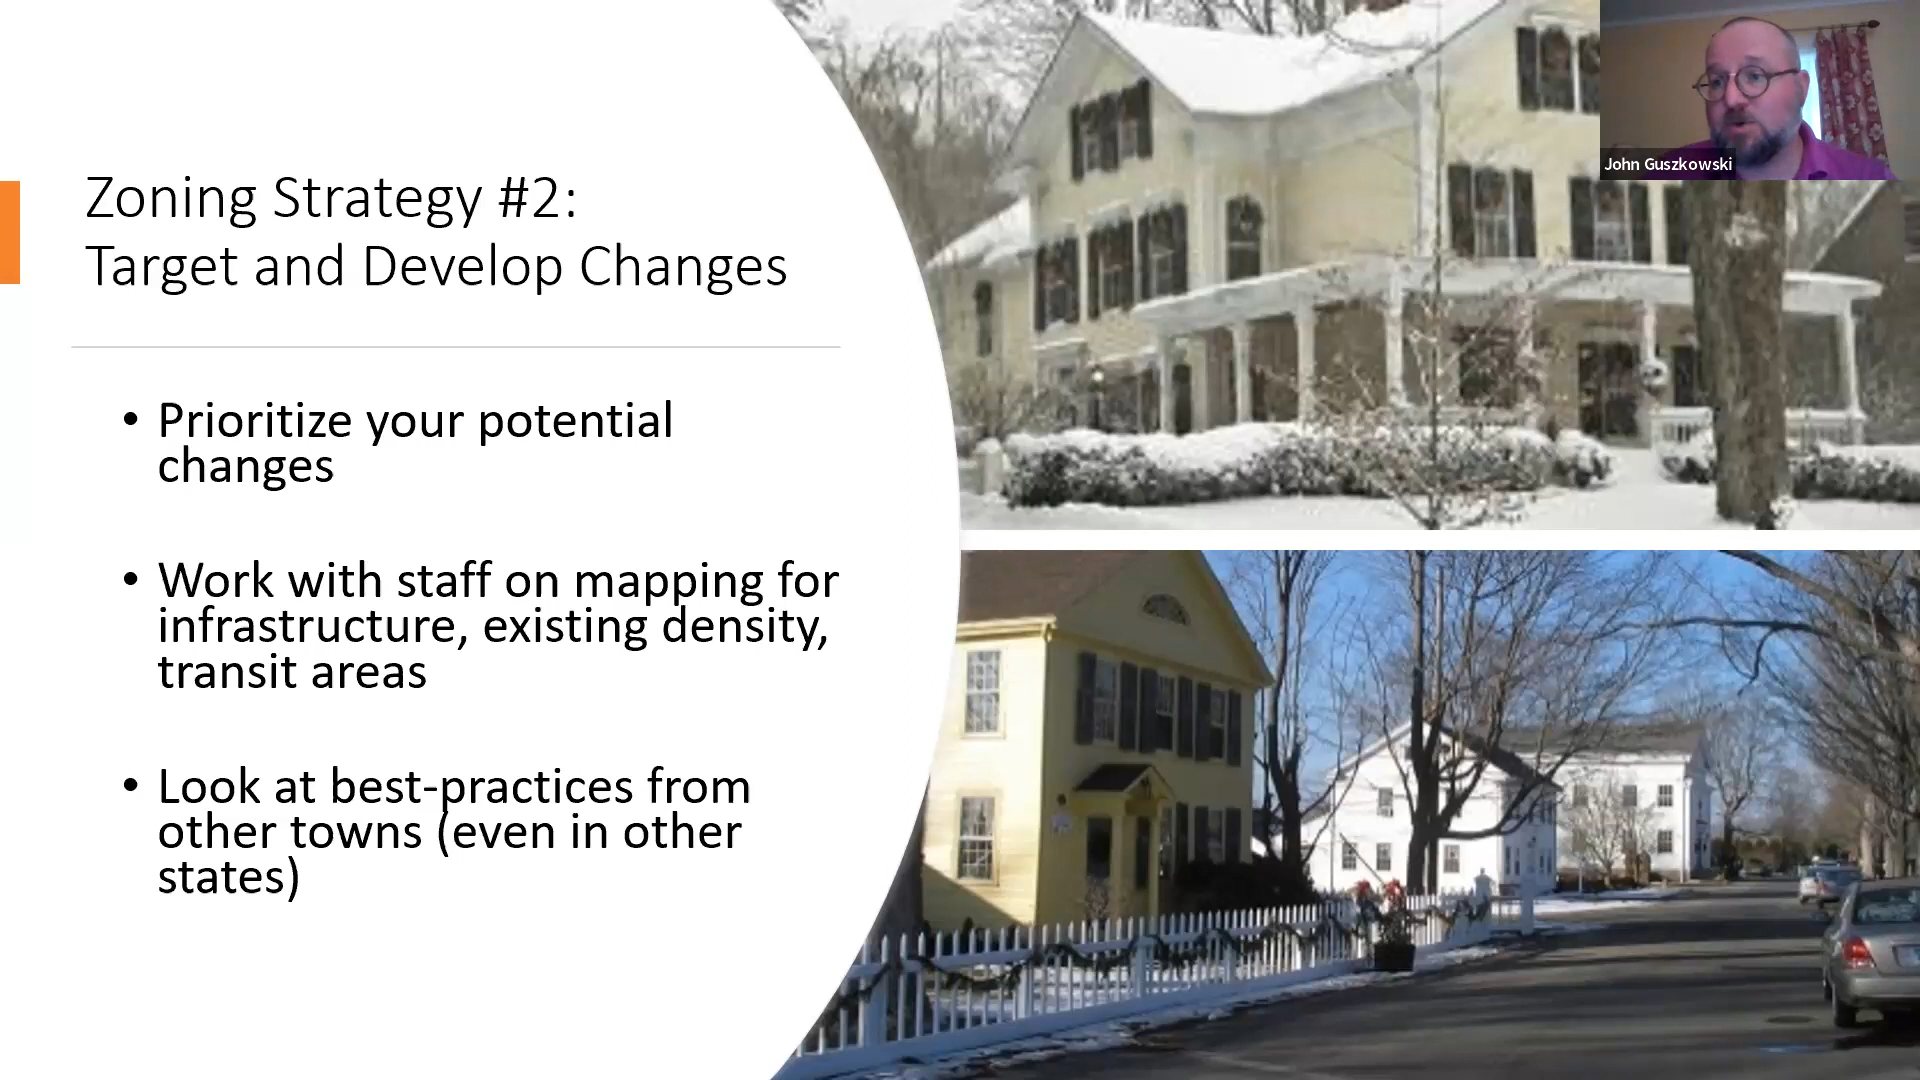 Zoning Strategy #2:
Target and Develop Changes
• Prioritize your potential
changes
• Work with staff on mapping for
infrastructure, existing density,
transit areas
• Look at best-practices from
other towns (even in other
states)
John Guszkowski